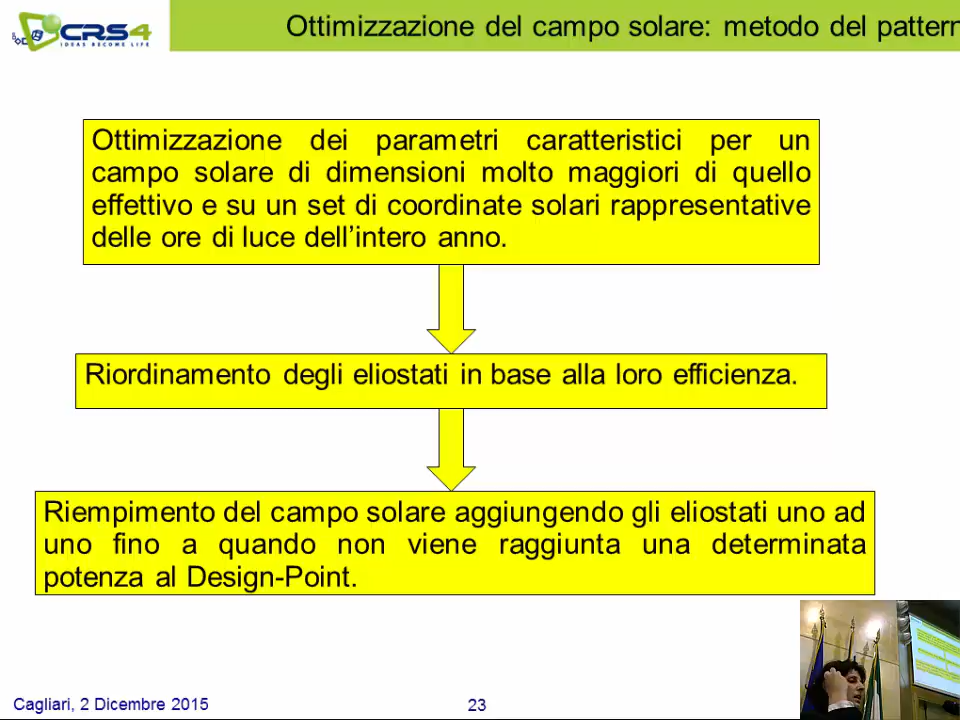 CRS4
IDEAS BECOME LIFE
Ottimizzazione del campo solare: metodo del pattern
Ottimizzazione dei parametri caratteristici per un
campo solare di dimensioni molto maggiori di quello
effettivo e su un set di coordinate solari rappresentative
delle ore di luce dell’intero anno.
Riordinamento degli eliostati in base alla loro efficienza.
Riempimento del campo solare aggiungendo gli eliostati uno ad
uno fino a quando non viene raggiunta una determinata
potenza al Design-Point.
Cagliari, 2 Dicembre 2015
23